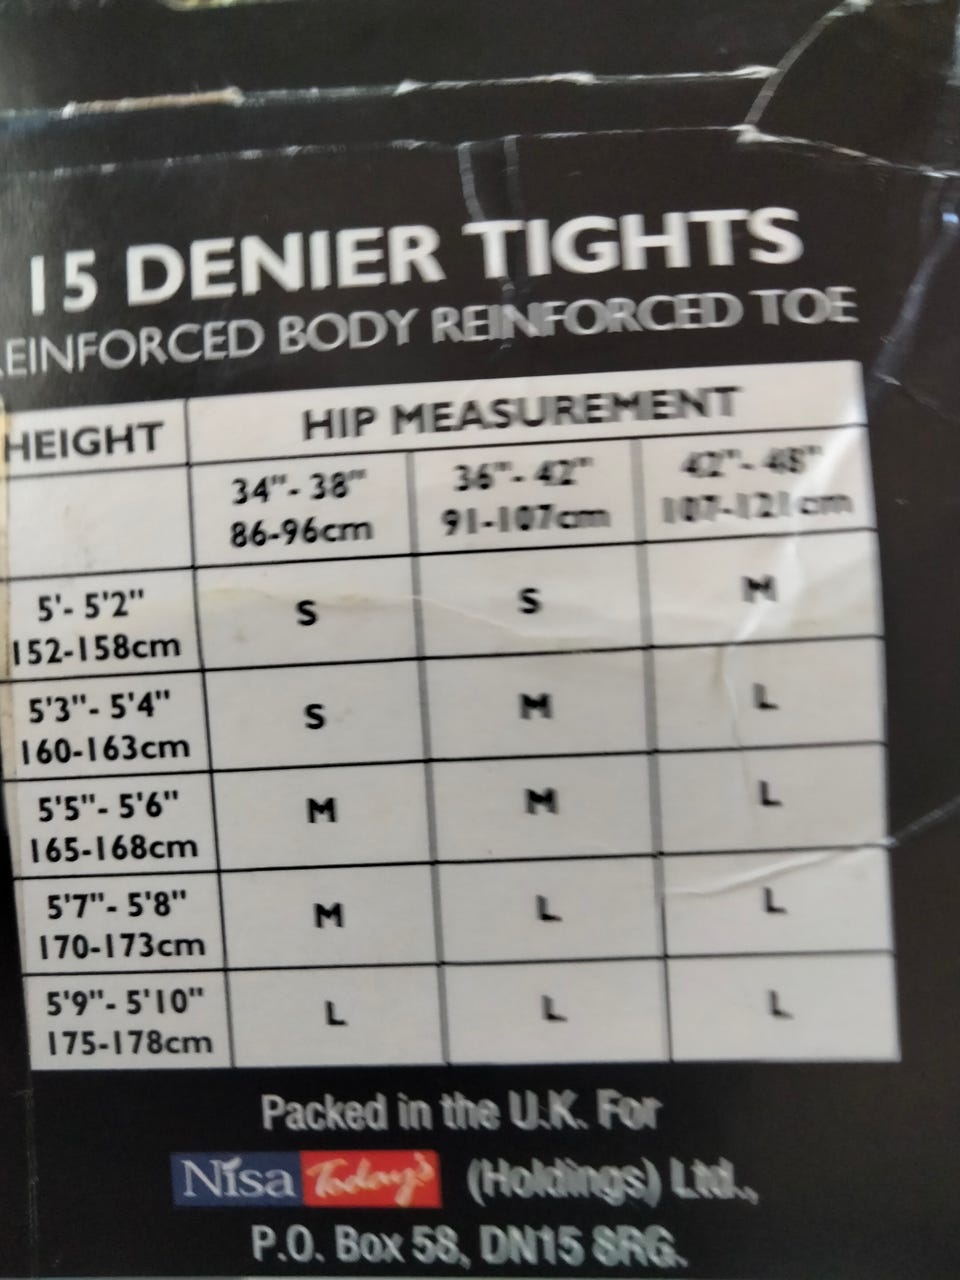 15 DENIER TIGHTS
REINFORCED BODY REINFORCED TOE
HEIGHT HIP MEASUREMENT
34"- 38" 36"- 42" 42"- 48"
86-96cm 91-107cm 107-121cm
5'- 5'2" S S M
152-158cm
5'3"- 5'4" S M L
160-163cm
5'5"- 5'6" M M L
165-168cm
5'7"- 5'8" M L L
170-173cm
5'9"- 5'10" L L L
175-178cm
Packed in the U.K. For
Nisa Today's (Holdings) Ltd.,
P.O. Box 58, DN15 8RG.